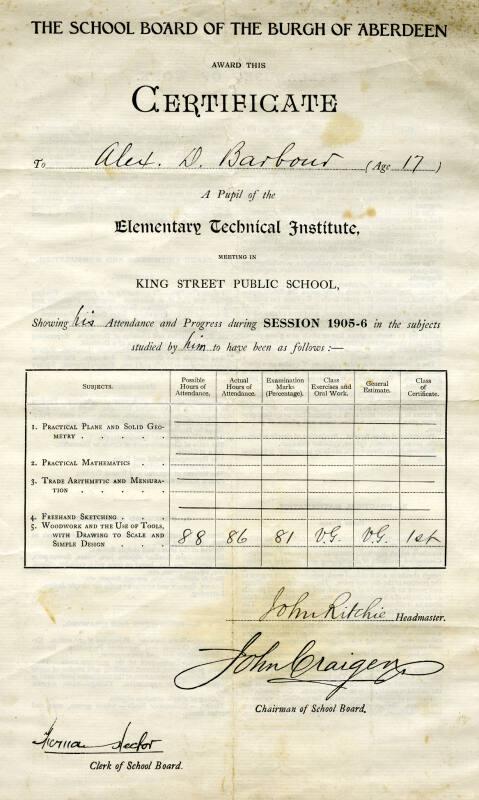 THE SCHOOL BOARD OF THE BURGH OF ABERDEEN
AWARD THIS
CERTIFICATE
To Alex. D. Barbour (Age 17)
A Pupil of the
Elementary Technical Institute,
MEETING IN
KING STREET PUBLIC SCHOOL,
Showing his Attendance and Progress during SESSION 1905-6 in the subjects
studied by him to have been as follows:—
SUBJECTS. Possible Hours of Attendance. Actual Hours of Attendance. Examination Marks (Percentage). Class Exercises and Oral Work. General Estimate. Class of Certificate.
1. PRACTICAL PLANE AND SOLID GEO-
METRY . . . . .
2. PRACTICAL MATHEMATICS . .
3. TRADE ARITHMETIC AND MENSURA-
TION . . . . .
4. FREEHAND SKETCHING . . .
5. WOODWORK AND THE USE OF TOOLS,
WITH DRAWING TO SCALE AND
SIMPLE DESIGN . . . 88 86 81 V.G. V.G. 1st
John Ritchie Headmaster.
John Craigen
Chairman of School Board.
Hector
Clerk of School Board.